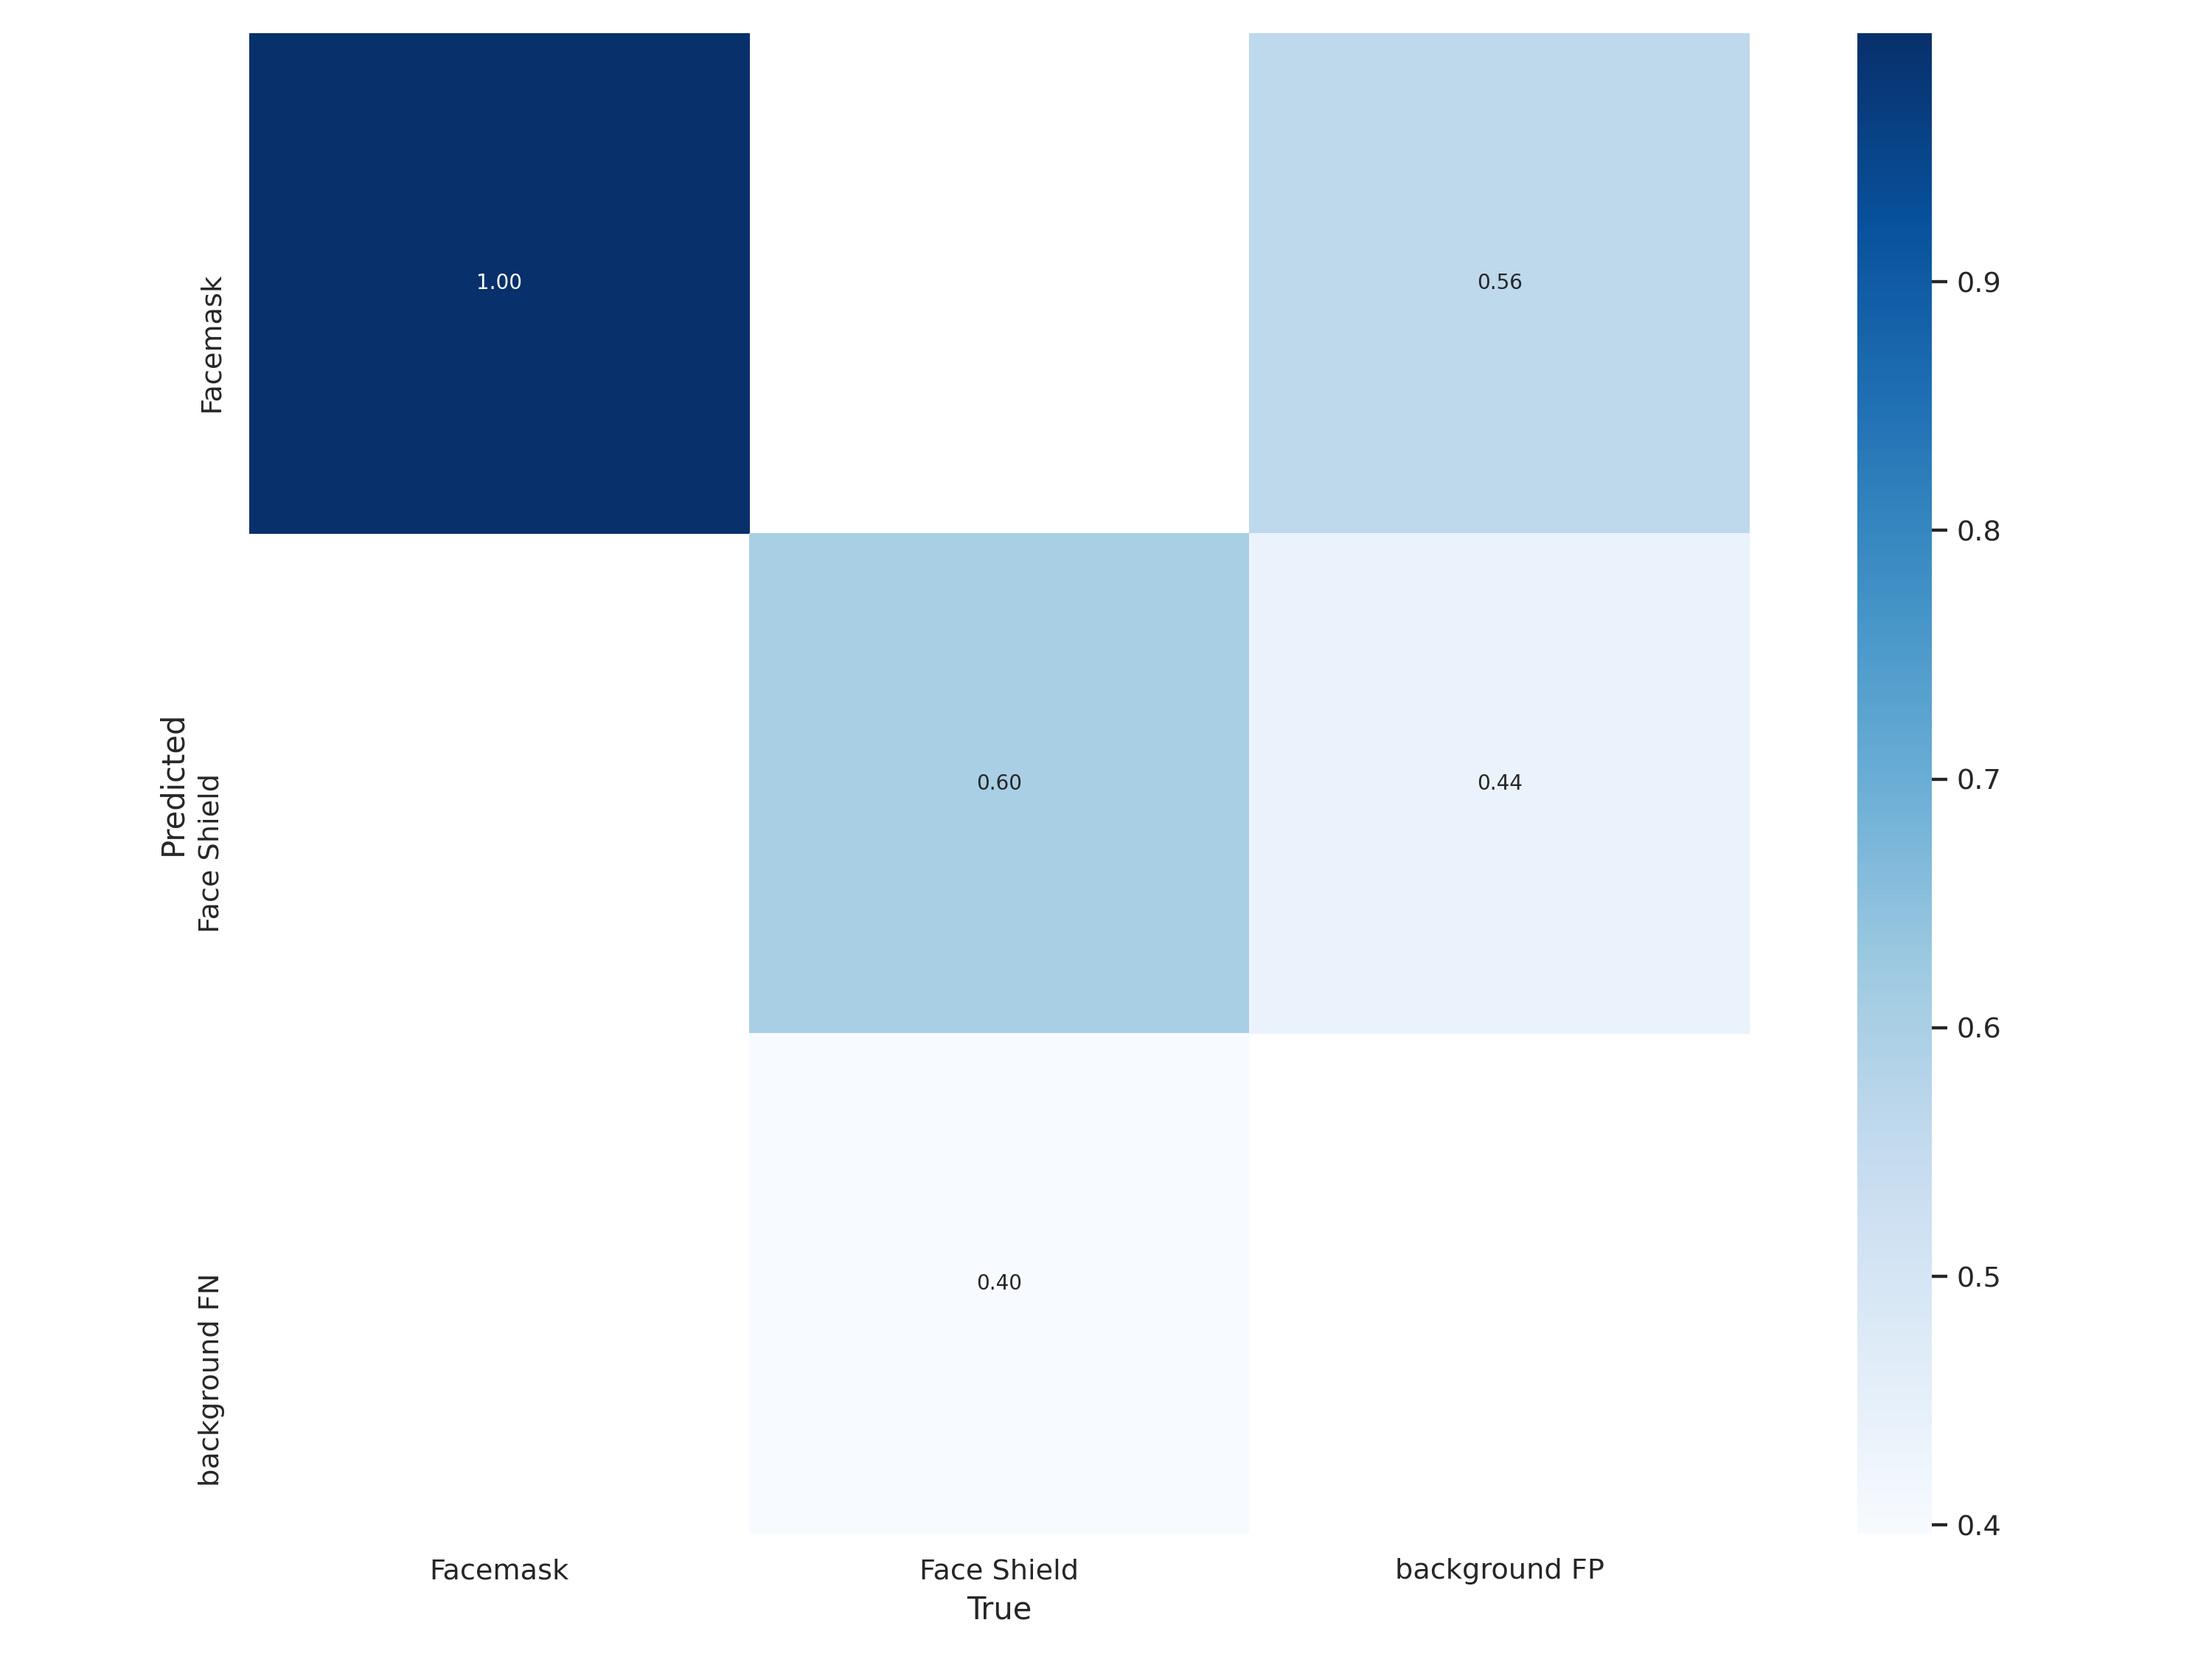 1.00
0.56
0.60
0.44
0.40
Facemask
Face Shield
background FN
Predicted
Facemask
Face Shield
background FP
True
0.9
0.8
0.7
0.6
0.5
0.4